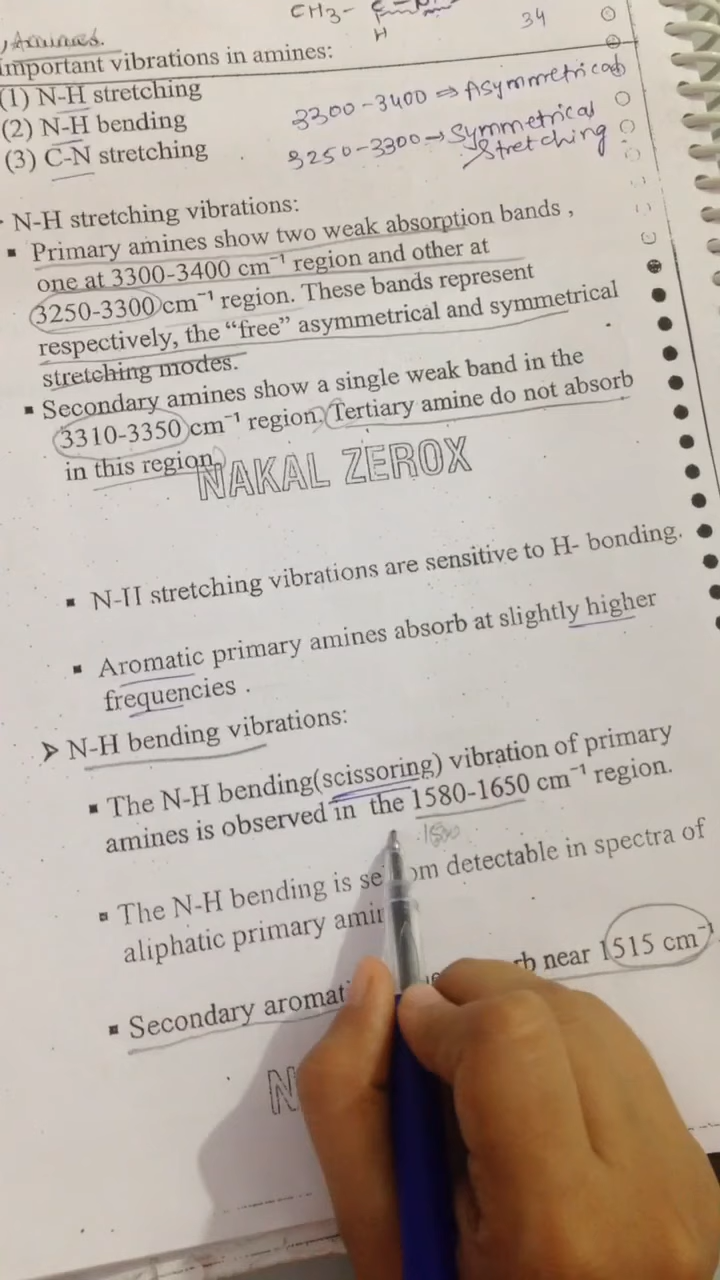 CH3-
H
34
Amines.
important vibrations in amines:
(1) N-H stretching
(2) N-H bending
(3) C-N stretching
3300-3400 ⇒ Asymmetrical
3250-3300 → Symmetrical
Stretching
N-H stretching vibrations:
▪ Primary amines show two weak absorption bands ,
one at 3300-3400 cm⁻¹ region and other at
3250-3300 cm⁻¹ region. These bands represent
respectively, the “free” asymmetrical and symmetrical
stretching modes.
▪ Secondary amines show a single weak band in the
3310-3350 cm⁻¹ region. Tertiary amine do not absorb
in this region.
NAKAL ZEROX
▪ N-H stretching vibrations are sensitive to H- bonding.
▪ Aromatic primary amines absorb at slightly higher
frequencies .
➤ N-H bending vibrations:
▪ The N-H bending(scissoring) vibration of primary
amines is observed in the 1580-1650 cm⁻¹ region.
▪ The N-H bending is detectable in spectra of
aliphatic primary
▪ Secondary near 1515 cm⁻¹
N